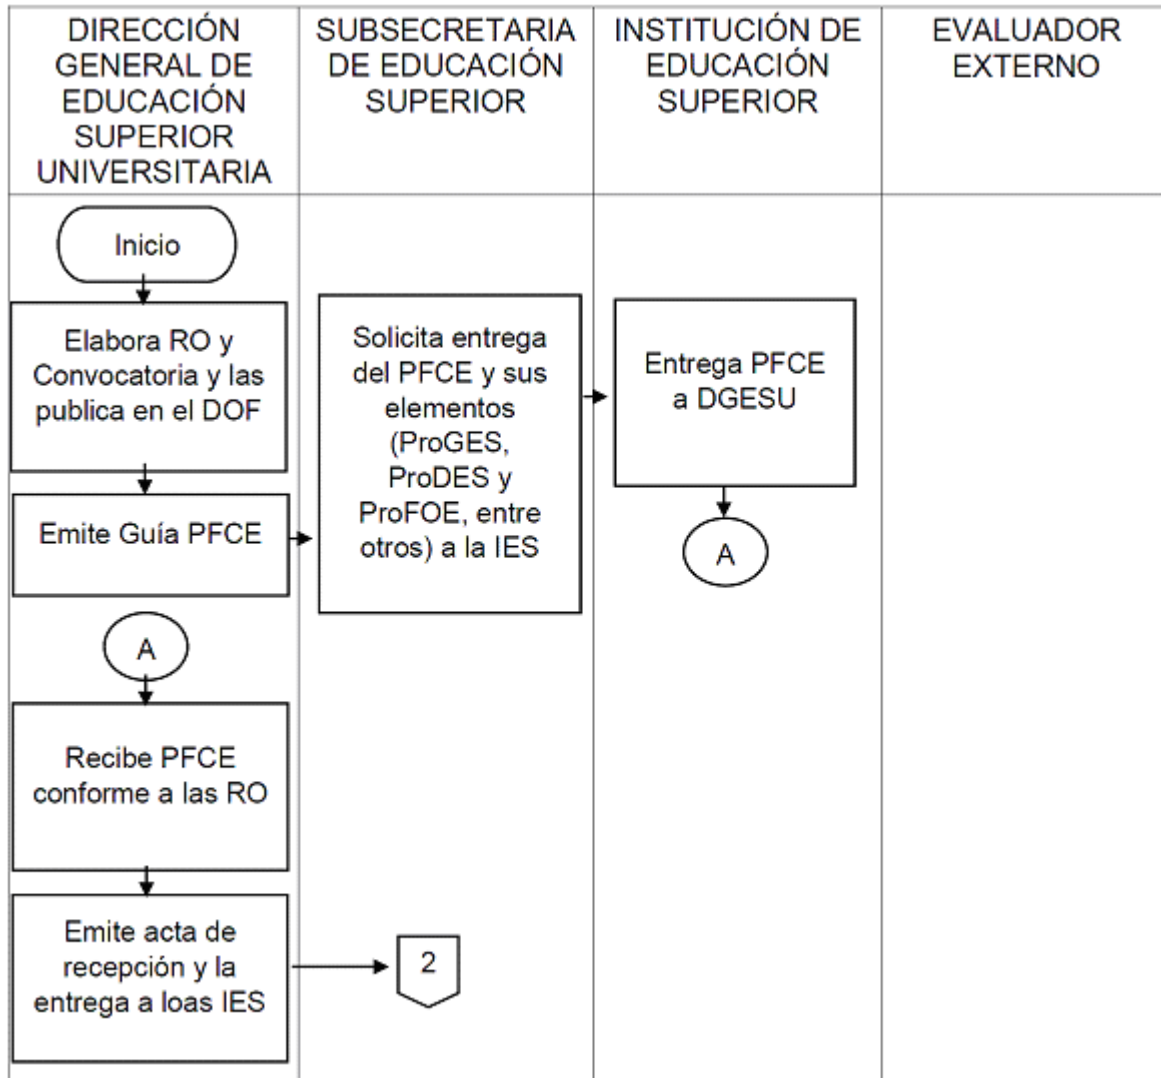 DIRECCIÓN
GENERAL DE
EDUCACIÓN
SUPERIOR
UNIVERSITARIA
SUBSECRETARIA
DE EDUCACIÓN
SUPERIOR
INSTITUCIÓN DE
EDUCACIÓN
SUPERIOR
EVALUADOR
EXTERNO
Inicio
Elabora RO y
Convocatoria y las
publica en el DOF
Emite Guía PFCE
Solicita entrega
del PFCE y sus
elementos
(ProGES,
ProDES y
ProFOE, entre
otros) a la IES
Entrega PFCE
a DGESU
A
A
Recibe PFCE
conforme a las RO
Emite acta de
recepción y la
entrega a loas IES
2